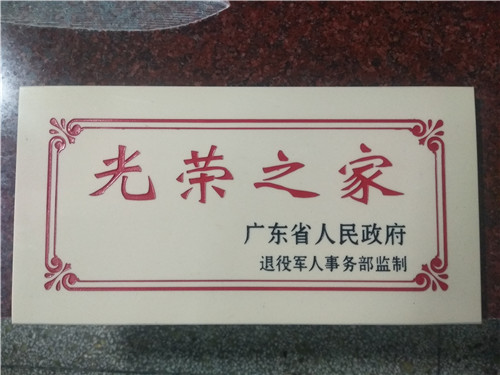 光荣之家
广东省人民政府
退役军人事务部监制